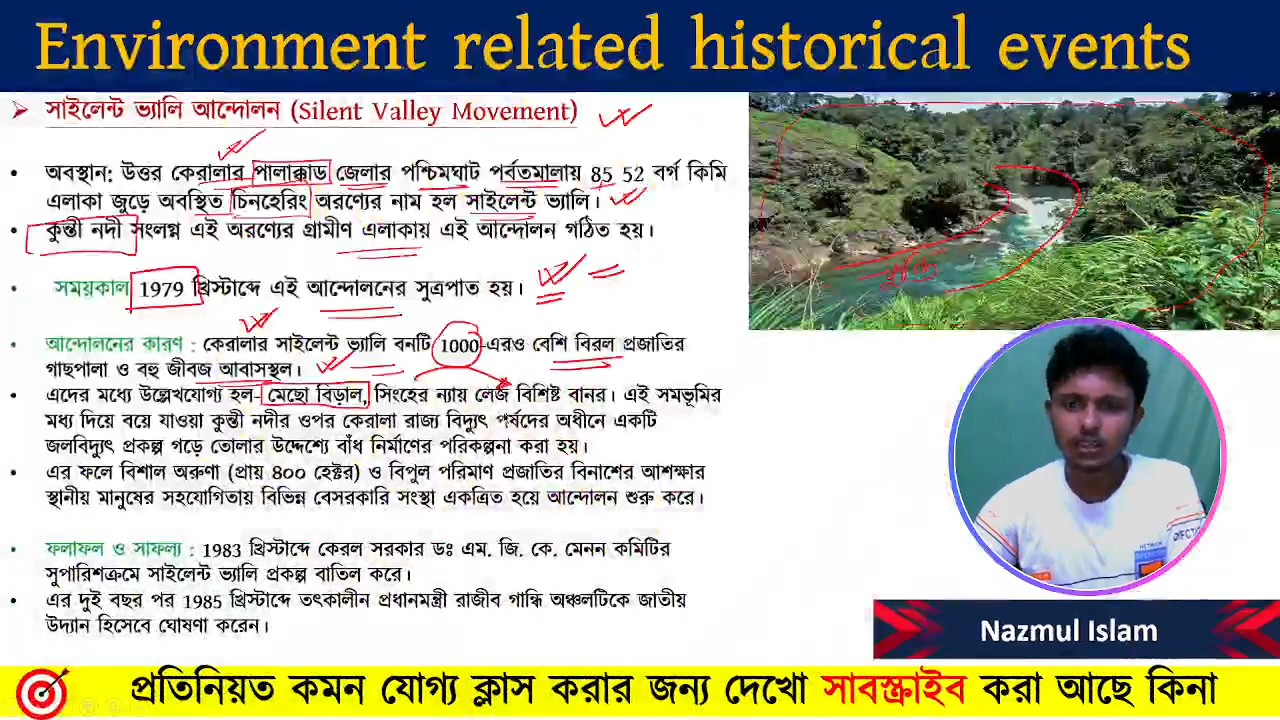 Environment related historical events
➢ সাইলেন্ট ভ্যালি আন্দোলন (Silent Valley Movement)
• অবস্থান: উত্তর কেরালার পালাক্কাড জেলার পশ্চিমঘাট পর্বতমালায় 85 52 বর্গ কিমি
এলাকা জুড়ে অবস্থিত চিনহেরিং অরণ্যের নাম হল সাইলেন্ট ভ্যালি।
• কুন্তী নদী সংলগ্ন এই অরণ্যের গ্রামীণ এলাকায় এই আন্দোলন গঠিত হয়।
• সময়কাল 1979 খ্রিস্টাব্দে এই আন্দোলনের সুত্রপাত হয়।
• আন্দোলনের কারণ : কেরালার সাইলেন্ট ভ্যালি বনটি 1000-এরও বেশি বিরল প্রজাতির
গাছপালা ও বহু জীবজ আবাসস্থল।
• এদের মধ্যে উল্লেখযোগ্য হল- মেছো বিড়াল, সিংহের ন্যায় লেজ বিশিষ্ট বানর। এই সমভূমির
মধ্য দিয়ে বয়ে যাওয়া কুন্তী নদীর ওপর কেরালা রাজ্য বিদ্যুৎ পর্ষদের অধীনে একটি
জলবিদ্যুৎ প্রকল্প গড়ে তোলার উদ্দেশ্যে বাঁধ নির্মাণের পরিকল্পনা করা হয়।
• এর ফলে বিশাল অরুণা (প্রায় ৪০০ হেক্টর) ও বিপুল পরিমাণ প্রজাতির বিনাশের আশঙ্ক্ষার
স্থানীয় মানুষের সহযোগিতায় বিভিন্ন বেসরকারি সংস্থা একত্রিত হয়ে আন্দোলন শুরু করে।
• ফলাফল ও সাফল্য : 1983 খ্রিস্টাব্দে কেরল সরকার ডঃ এম. জি. কে. মেনন কমিটির
সুপারিশক্রমে সাইলেন্ট ভ্যালি প্রকল্প বাতিল করে।
• এর দুই বছর পর 1985 খ্রিস্টাব্দে তৎকালীন প্রধানমন্ত্রী রাজীব গান্ধি অঞ্চলটিকে জাতীয়
উদ্যান হিসেবে ঘোষণা করেন।
Nazmul Islam
প্রতিনিয়ত কমন যোগ্য ক্লাস করার জন্য দেখো সাবস্ক্রাইব করা আছে কিনা